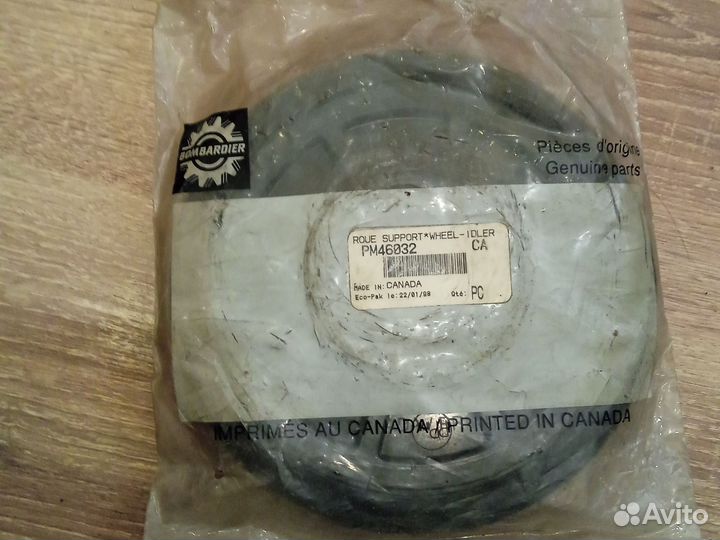 BOMBARDIER
Pièces d'origine
Genuine parts
ROUE SUPPORT*WHEEL-IDLER
PM46032 CA
MADE IN: CANADA
Eco-Pak le: 22/01/98 Qté: PC
IMPRIMÉS AU CANADA / PRINTED IN CANADA
Avito